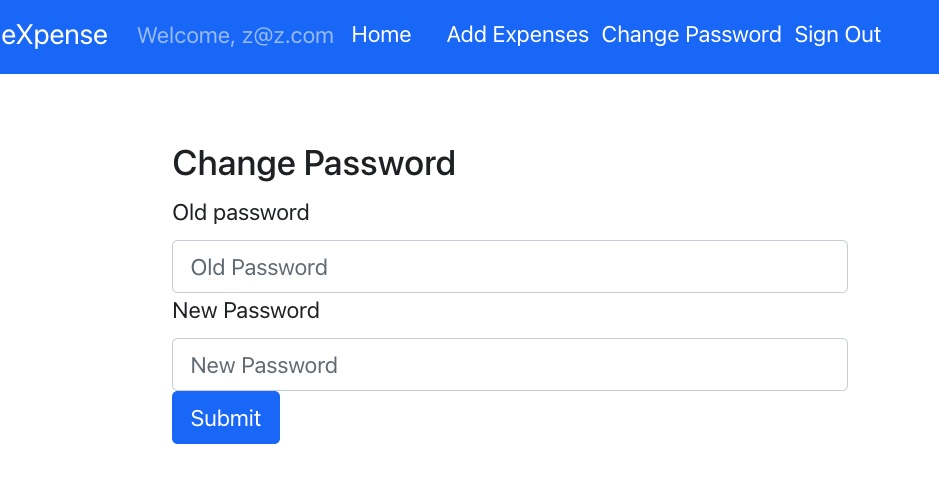 eXpense Welcome, z@z.com Home Add Expenses Change Password Sign Out
Change Password
Old password
Old Password
New Password
New Password
Submit